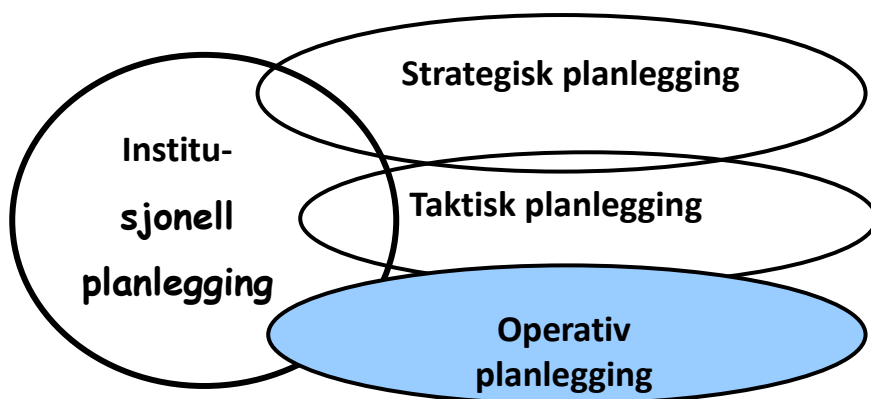 Strategisk planlegging
Institu-
sjonell
planlegging
Taktisk planlegging
Operativ
planlegging